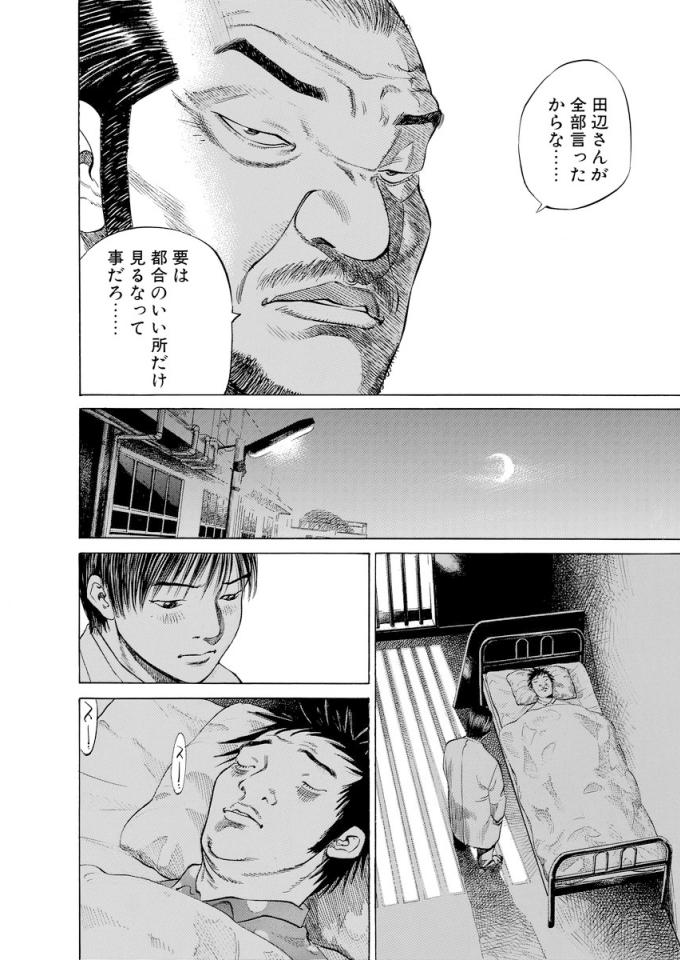 田辺さんが
全部言った
からな……
要は
都合のいい所だけ
見るなって
事だろ……
スー…
スー…